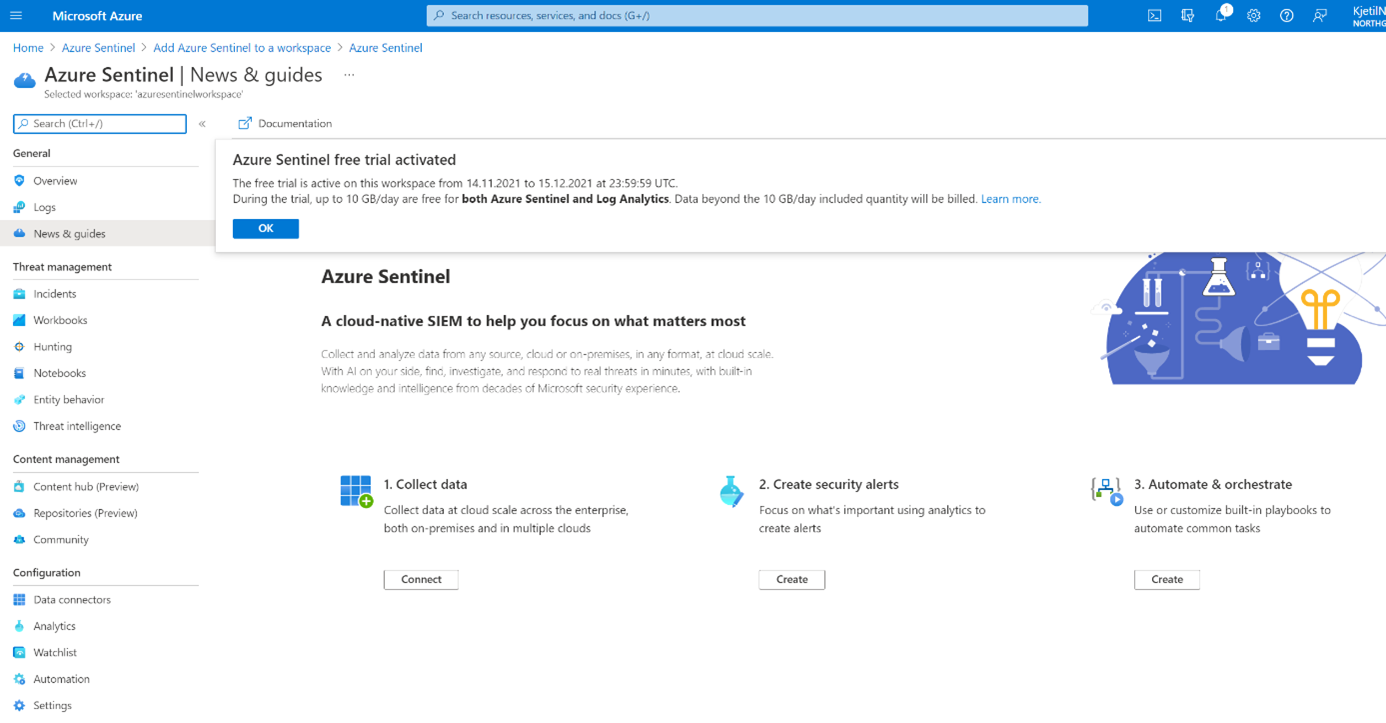 Microsoft Azure
Search resources, services, and docs (G+/)
1
KjetilN
NORTHG
Home > Azure Sentinel > Add Azure Sentinel to a workspace > Azure Sentinel
Azure Sentinel | News & guides ...
Selected workspace: 'azuresentinelworkspace'
Search (Ctrl+/)
«
Documentation
General
Overview
Logs
News & guides
Threat management
Incidents
Workbooks
Hunting
Notebooks
Entity behavior
Threat intelligence
Content management
Content hub (Preview)
Repositories (Preview)
Community
Configuration
Data connectors
Analytics
Watchlist
Automation
Settings
Azure Sentinel free trial activated
The free trial is active on this workspace from 14.11.2021 to 15.12.2021 at 23:59:59 UTC.
During the trial, up to 10 GB/day are free for both Azure Sentinel and Log Analytics. Data beyond the 10 GB/day included quantity will be billed. Learn more.
OK
Azure Sentinel
A cloud-native SIEM to help you focus on what matters most
Collect and analyze data from any source, cloud or on-premises, in any format, at cloud scale.
With AI on your side, find, investigate, and respond to real threats in minutes, with built-in
knowledge and intelligence from decades of Microsoft security experience.
1. Collect data
Collect data at cloud scale across the enterprise,
both on-premises and in multiple clouds
Connect
2. Create security alerts
Focus on what's important using analytics to
create alerts
Create
3. Automate & orchestrate
Use or customize built-in playbooks to
automate common tasks
Create